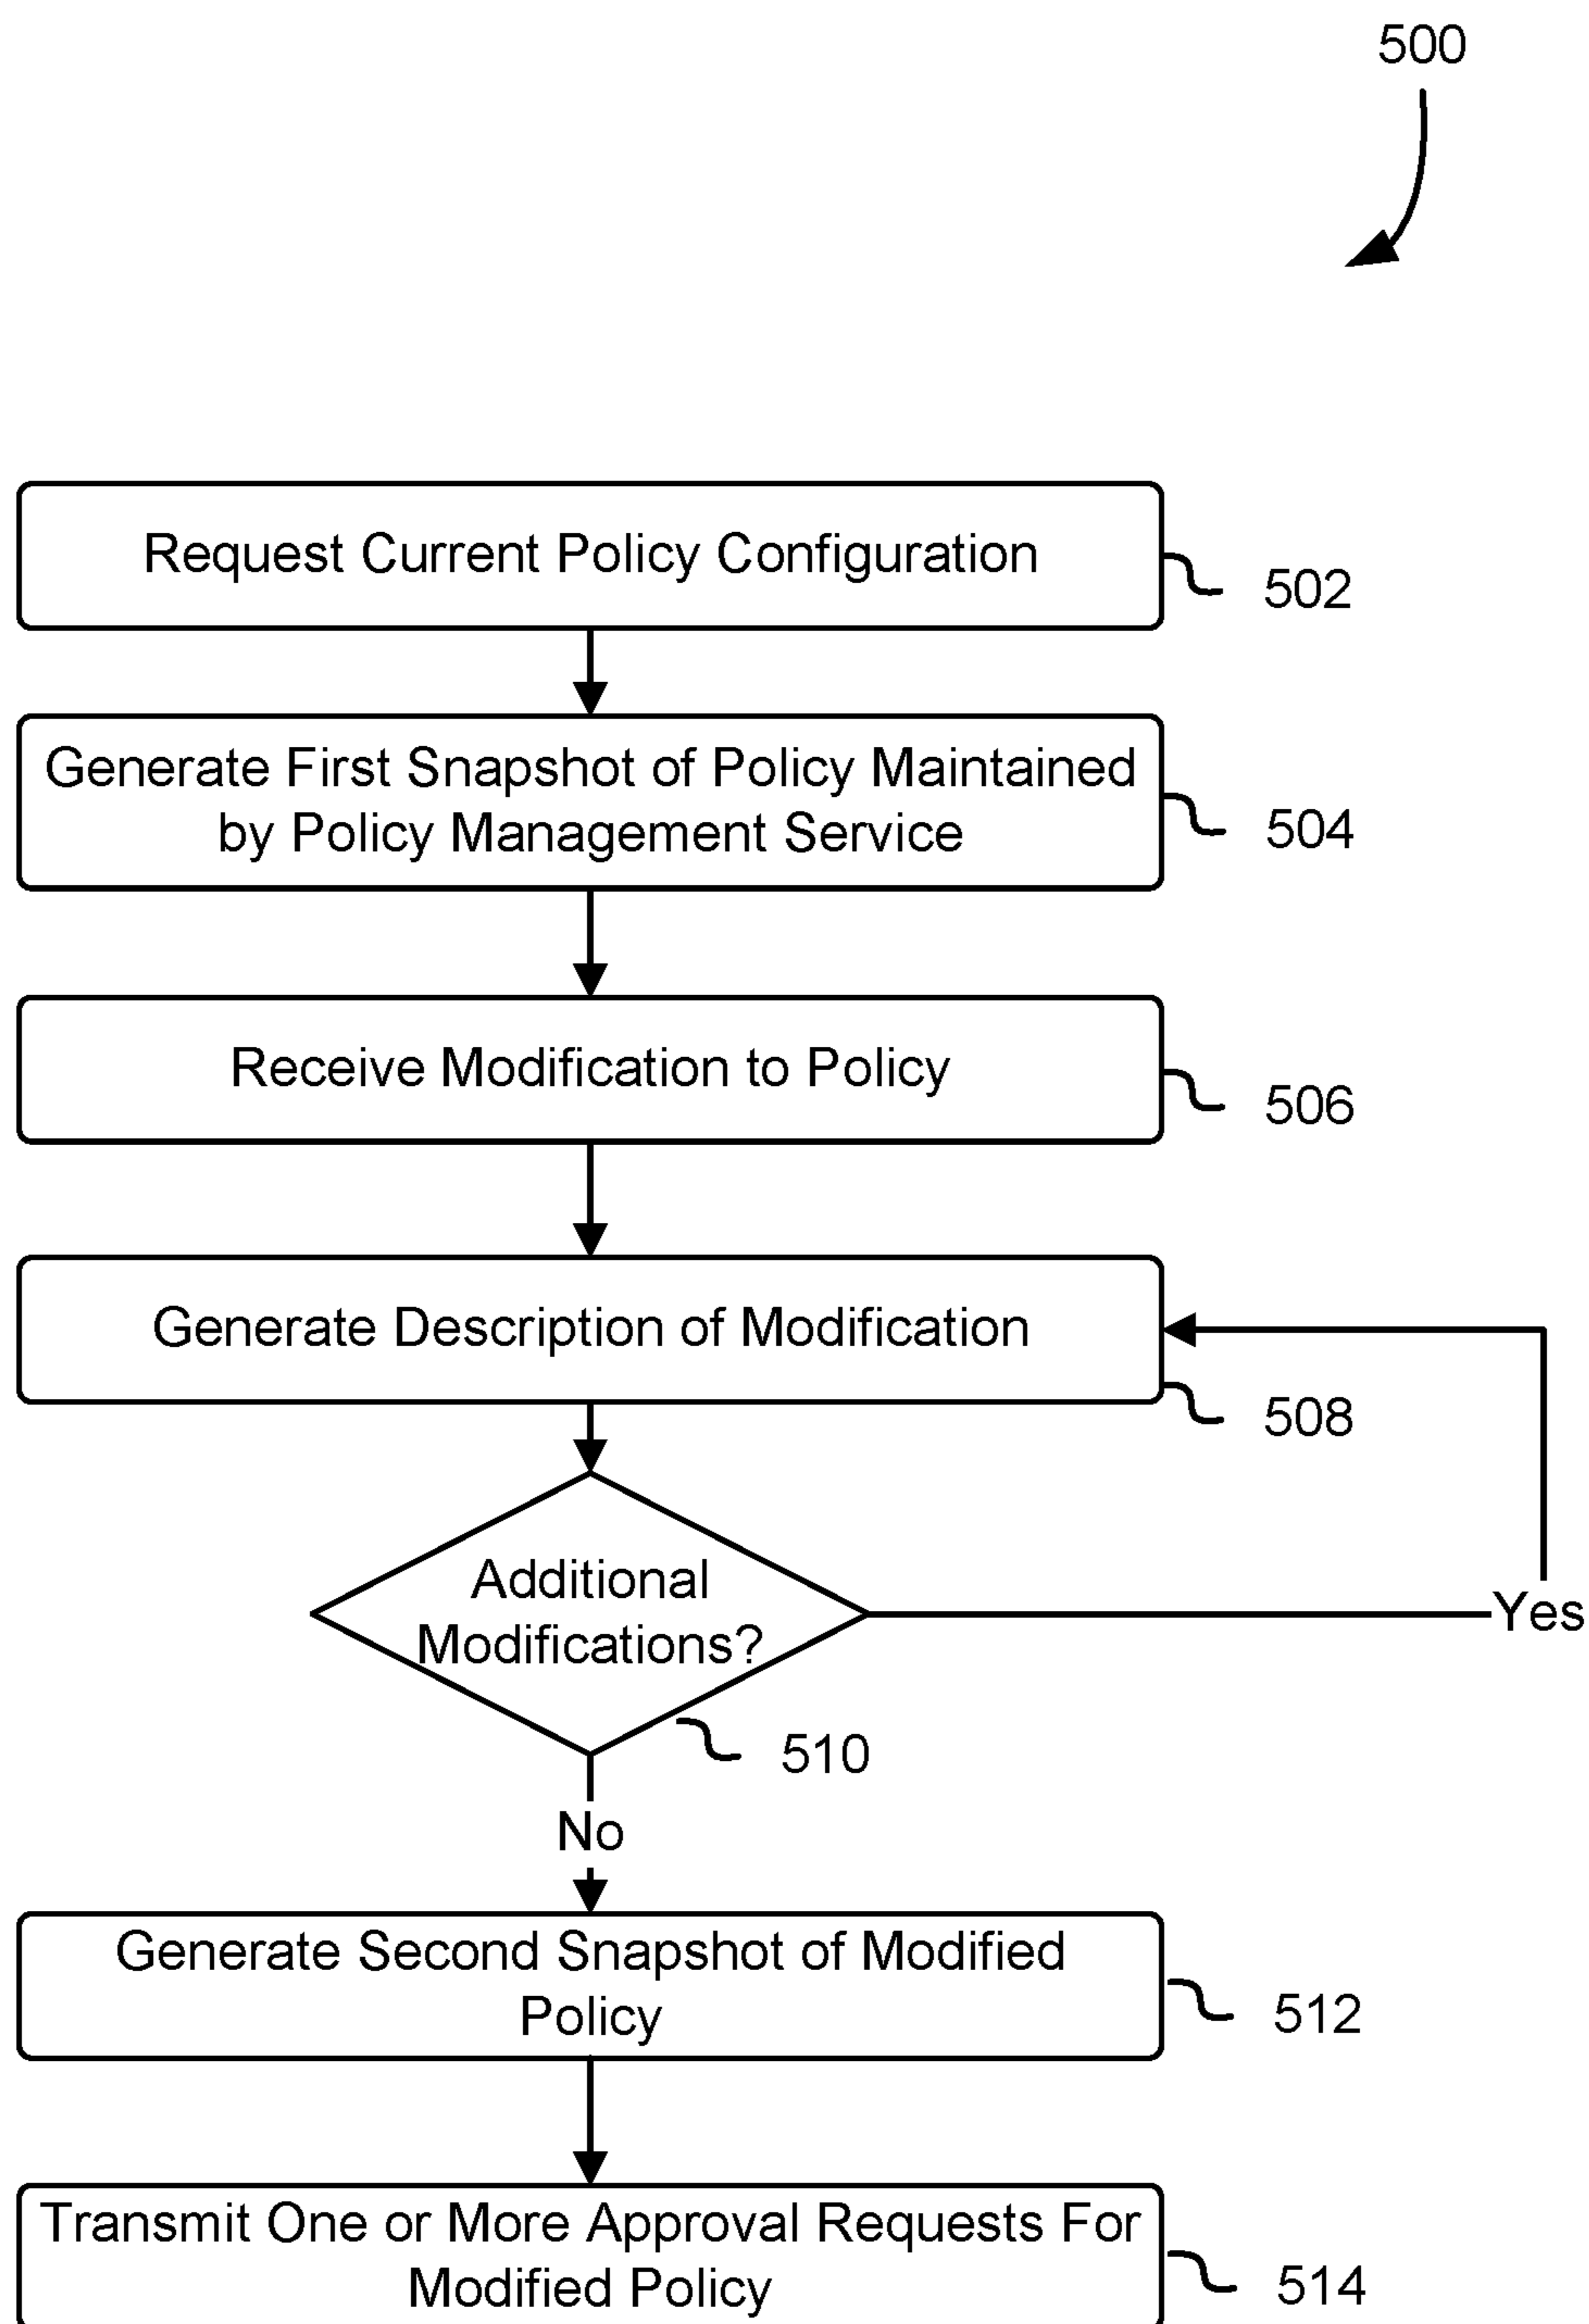 500
Request Current Policy Configuration
502
Generate First Snapshot of Policy Maintained
by Policy Management Service
504
Receive Modification to Policy
506
Generate Description of Modification
508
Additional
Modifications?
Yes
510
No
Generate Second Snapshot of Modified
Policy
512
Transmit One or More Approval Requests For
Modified Policy
514